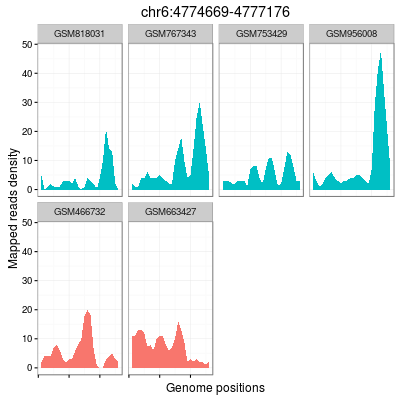 chr6:4774669-4777176
GSM818031 GSM767343 GSM753429 GSM956008
50
40
30
20
10
0
GSM466732 GSM663427
50
40
30
20
10
0
Mapped reads density
Genome positions